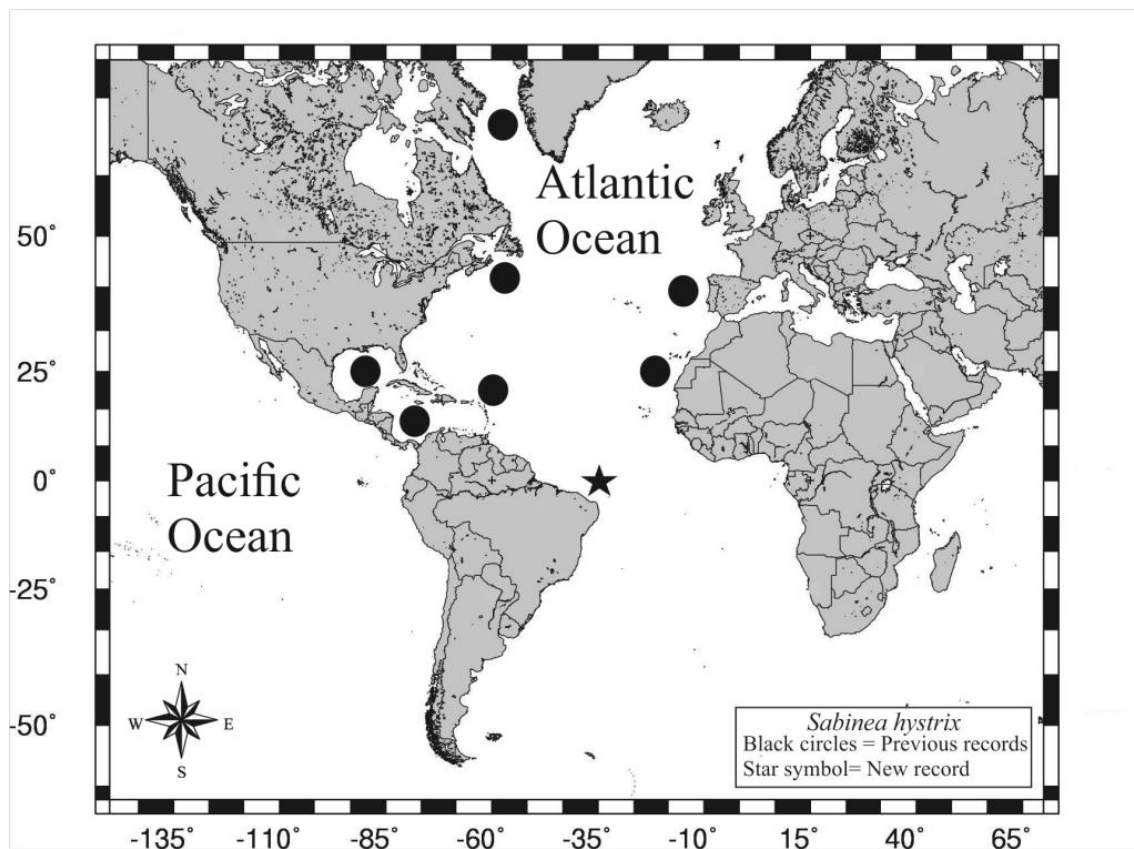 Atlantic
Ocean
50°
25°
Pacific
Ocean
0°
-25°
N
W E
S
-50°
Sabinea hystrix
Black circles = Previous records
Star symbol= New record
-135° -110° -85° -60° -35° -10° 15° 40° 65°